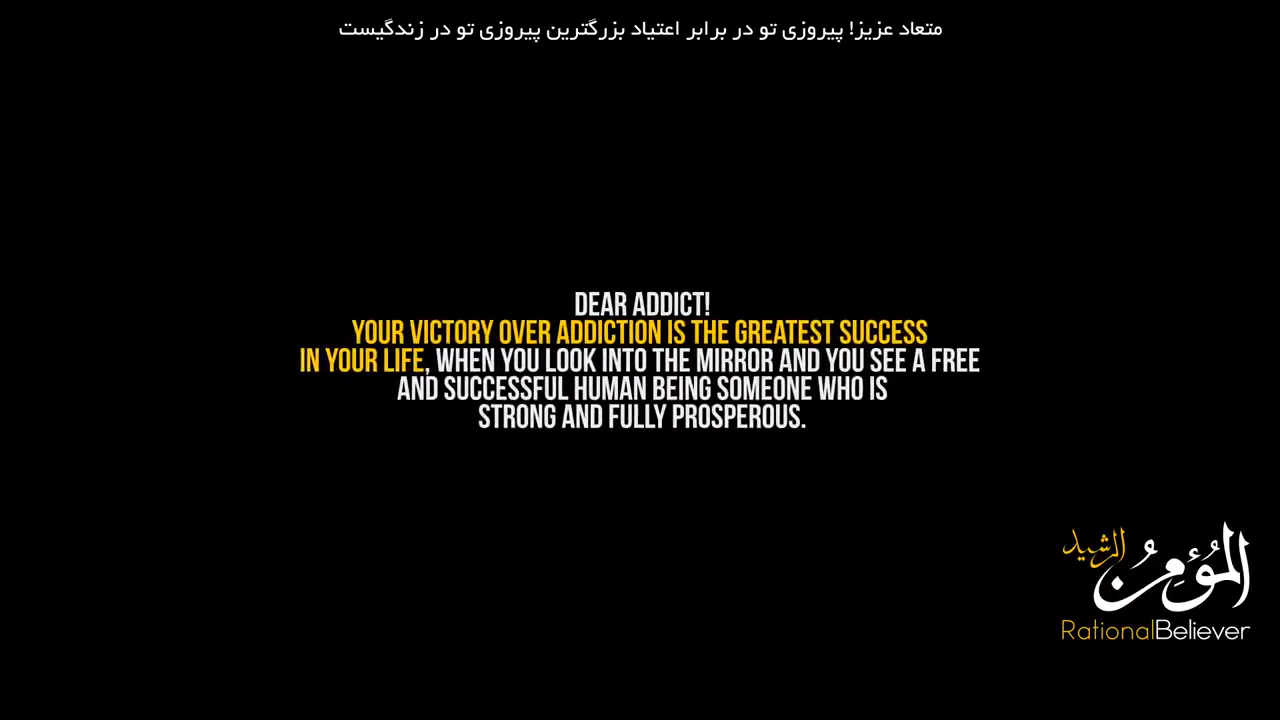 متعاد عزیز! پیروزی تو در برابر اعتیاد بزرگترین پیروزی تو در زندگیست
DEAR ADDICT!
YOUR VICTORY OVER ADDICTION IS THE GREATEST SUCCESS
IN YOUR LIFE, WHEN YOU LOOK INTO THE MIRROR AND YOU SEE A FREE
AND SUCCESSFUL HUMAN BEING SOMEONE WHO IS
STRONG AND FULLY PROSPEROUS.
المُؤمِنُ الرشيد
RationalBeliever